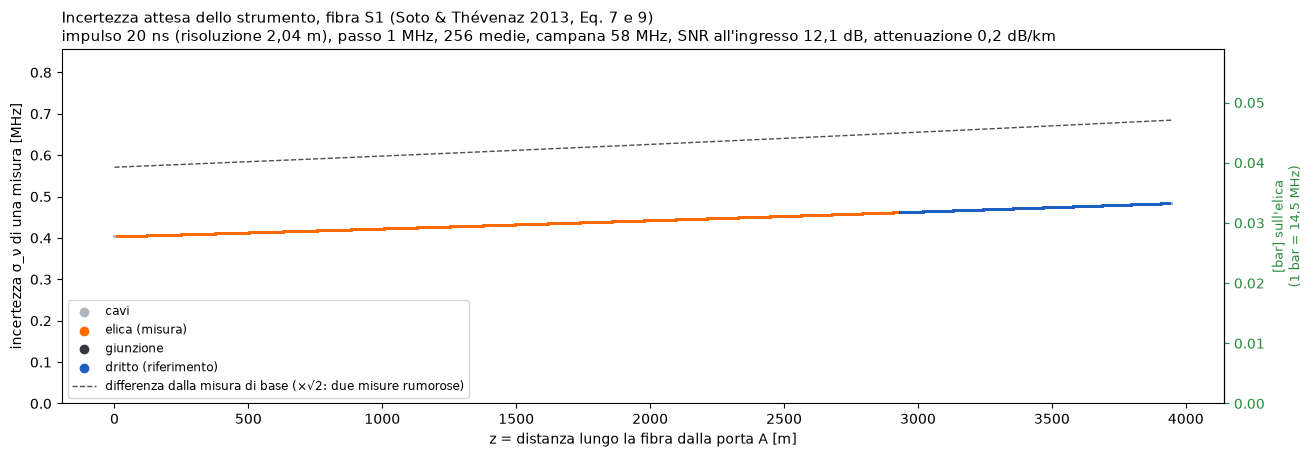 Incertezza attesa dello strumento, fibra S1 (Soto & Thévenaz 2013, Eq. 7 e 9)
impulso 20 ns (risoluzione 2,04 m), passo 1 MHz, 256 medie, campana 58 MHz, SNR all'ingresso 12,1 dB, attenuazione 0,2 dB/km
incertezza σ_ν di una misura [MHz]
0.8
0.7
0.6
0.5
0.4
0.3
0.2
0.1
0.0
cavi
elica (misura)
giunzione
dritto (riferimento)
differenza dalla misura di base (×√2: due misure rumorose)
0 500 1000 1500 2000 2500 3000 3500 4000
z = distanza lungo la fibra dalla porta A [m]
0.05
0.04
0.03
0.02
0.01
0.00
[bar] sull'elica
(1 bar = 14,5 MHz)